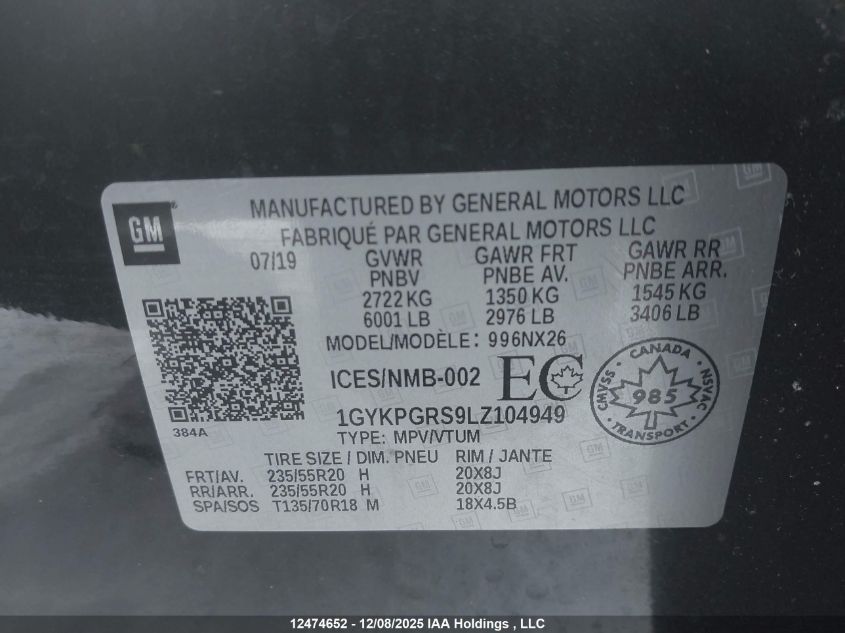 GM
MANUFACTURED BY GENERAL MOTORS LLC
FABRIQUÉ PAR GENERAL MOTORS LLC
07/19 GVWR GAWR FRT GAWR RR
PNBV PNBE AV. PNBE ARR.
2722 KG 1350 KG 1545 KG
6001 LB 2976 LB 3406 LB
MODEL/MODÈLE: 996NX26
ICES/NMB-002 EC
CANADA
CMVSS 985 NSVAC
TRANSPORT
1GYKPGRS9LZ104949
384A
TYPE: MPV/VTUM
TIRE SIZE / DIM. PNEU RIM / JANTE
FRT/AV. 235/55R20 H 20X8J
RR/ARR. 235/55R20 H 20X8J
SPA/SOS T135/70R18 M 18X4.5B
12474652 - 12/08/2025 IAA Holdings , LLC